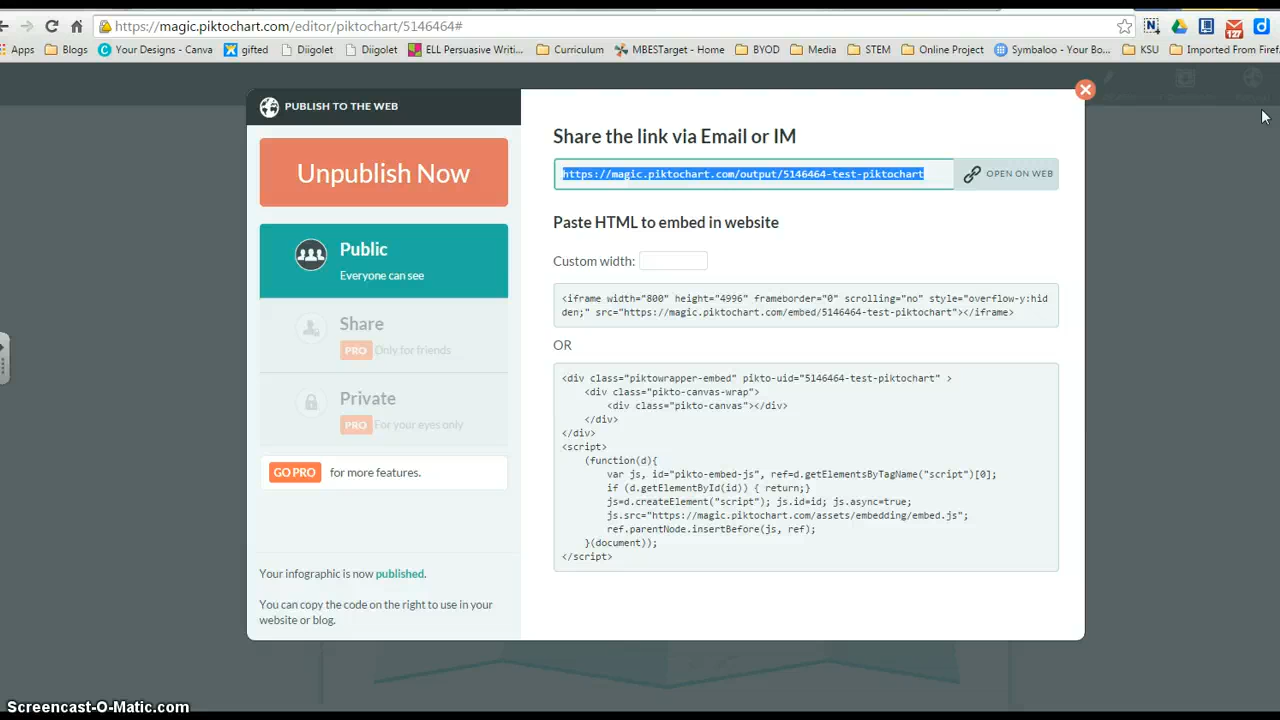 https://magic.piktochart.com/editor/piktochart/5146464#
Apps Blogs Your Designs - Canva gifted Diigolet Diigolet ELL Persuasive Writi... Curriculum MBESTarget - Home BYOD Media STEM Online Project Symbaloo - Your Bo... KSU Imported From Firef
127
PUBLISH TO THE WEB
Unpublish Now
Public
Everyone can see
Share
PRO Only for friends
Private
PRO For your eyes only
GO PRO for more features.
Your infographic is now published.
You can copy the code on the right to use in your
website or blog.
Share the link via Email or IM
https://magic.piktochart.com/output/5146464-test-piktochart
OPEN ON WEB
Paste HTML to embed in website
Custom width:
<iframe width="800" height="4996" frameborder="0" scrolling="no" style="overflow-y:hid
den;" src="https://magic.piktochart.com/embed/5146464-test-piktochart"></iframe>
OR
<div class="piktowrapper-embed" pikto-uid="5146464-test-piktochart" >
<div class="pikto-canvas-wrap">
<div class="pikto-canvas"></div>
</div>
</div>
<script>
(function(d){
var js, id="pikto-embed-js", ref=d.getElementsByTagName("script")[0];
if (d.getElementById(id)) { return;}
js=d.createElement("script"); js.id=id; js.async=true;
js.src="https://magic.piktochart.com/assets/embedding/embed.js";
ref.parentNode.insertBefore(js, ref);
}(document));
</script>
Screencast-O-Matic.com